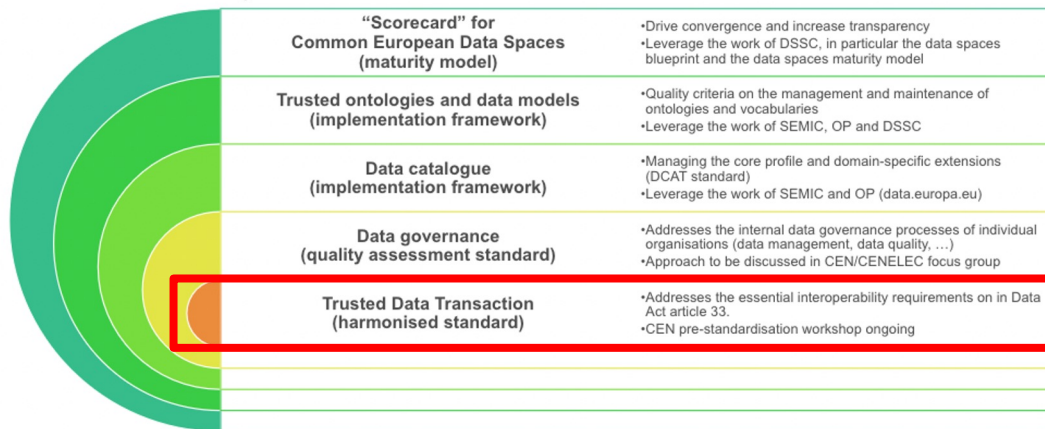 “Scorecard” for
Common European Data Spaces
(maturity model)
•Drive convergence and increase transparency
•Leverage the work of DSSC, in particular the data spaces
blueprint and the data spaces maturity model
Trusted ontologies and data models
(implementation framework)
•Quality criteria on the management and maintenance of
ontologies and vocabularies
•Leverage the work of SEMIC, OP and DSSC
Data catalogue
(implementation framework)
•Managing the core profile and domain-specific extensions
(DCAT standard)
•Leverage the work of SEMIC and OP (data.europa.eu)
Data governance
(quality assessment standard)
•Addresses the internal data governance processes of individual
organisations (data management, data quality, …)
•Approach to be discussed in CEN/CENELEC focus group
Trusted Data Transaction
(harmonised standard)
•Addresses the essential interoperability requirements on in Data
Act article 33.
•CEN pre-standardisation workshop ongoing